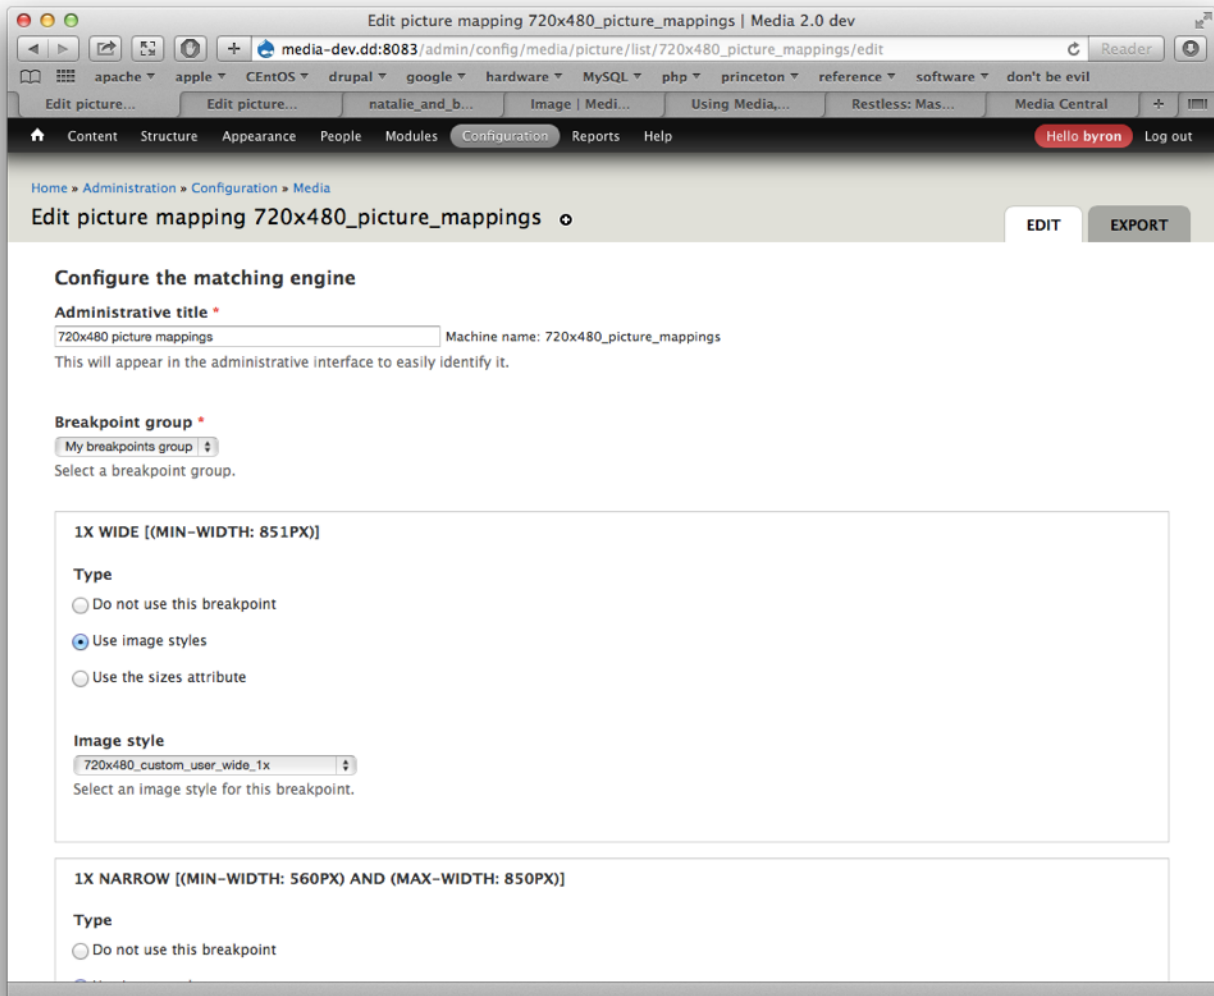 Edit picture mapping 720x480_picture_mappings | Media 2.0 dev
media-dev.dd:8083/admin/config/media/picture/list/720x480_picture_mappings/edit Reader
apache apple CEntOS drupal google hardware MySQL php princeton reference software don't be evil
Edit picture... Edit picture... natalie_and_b... Image | Medi... Using Media,... Restless: Mas... Media Central
Content Structure Appearance People Modules Configuration Reports Help Hello byron Log out
Home » Administration » Configuration » Media
Edit picture mapping 720x480_picture_mappings
EDIT EXPORT
Configure the matching engine
Administrative title *
720x480 picture mappings Machine name: 720x480_picture_mappings
This will appear in the administrative interface to easily identify it.
Breakpoint group *
My breakpoints group
Select a breakpoint group.
1X WIDE [(MIN-WIDTH: 851PX)]
Type
Do not use this breakpoint
Use image styles
Use the sizes attribute
Image style
720x480_custom_user_wide_1x
Select an image style for this breakpoint.
1X NARROW [(MIN-WIDTH: 560PX) AND (MAX-WIDTH: 850PX)]
Type
Do not use this breakpoint